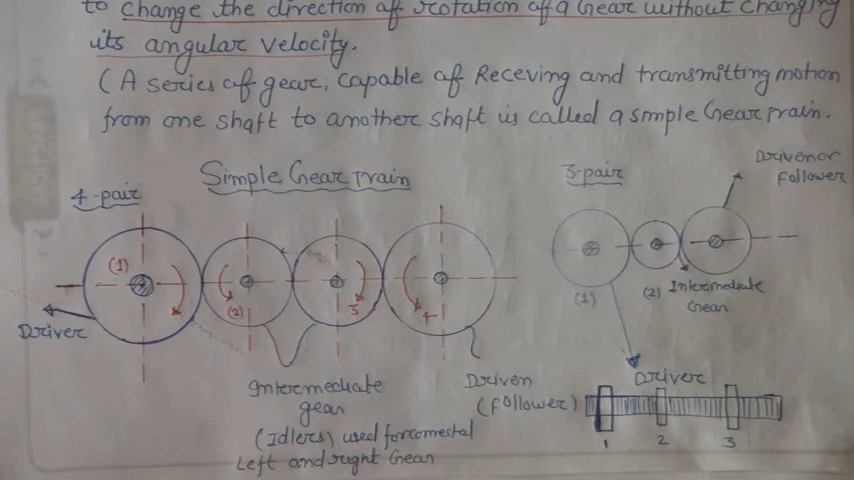 to change the direction of rotation of a Gear without changing
its angular velocity.
(A series of gear, capable of Receving and transmitting motion
from one shaft to another shaft is called a smple Gear train.
Simple Gear train
4-pair
(1)
(2)
3
4
Driver
Intermediate
gear
(Idlers) used for
Left and right Gear
Driven
(follower)
3-pair
Driven or
follower
(1)
(2) Intermediate
Gear
Driver
1 2 3